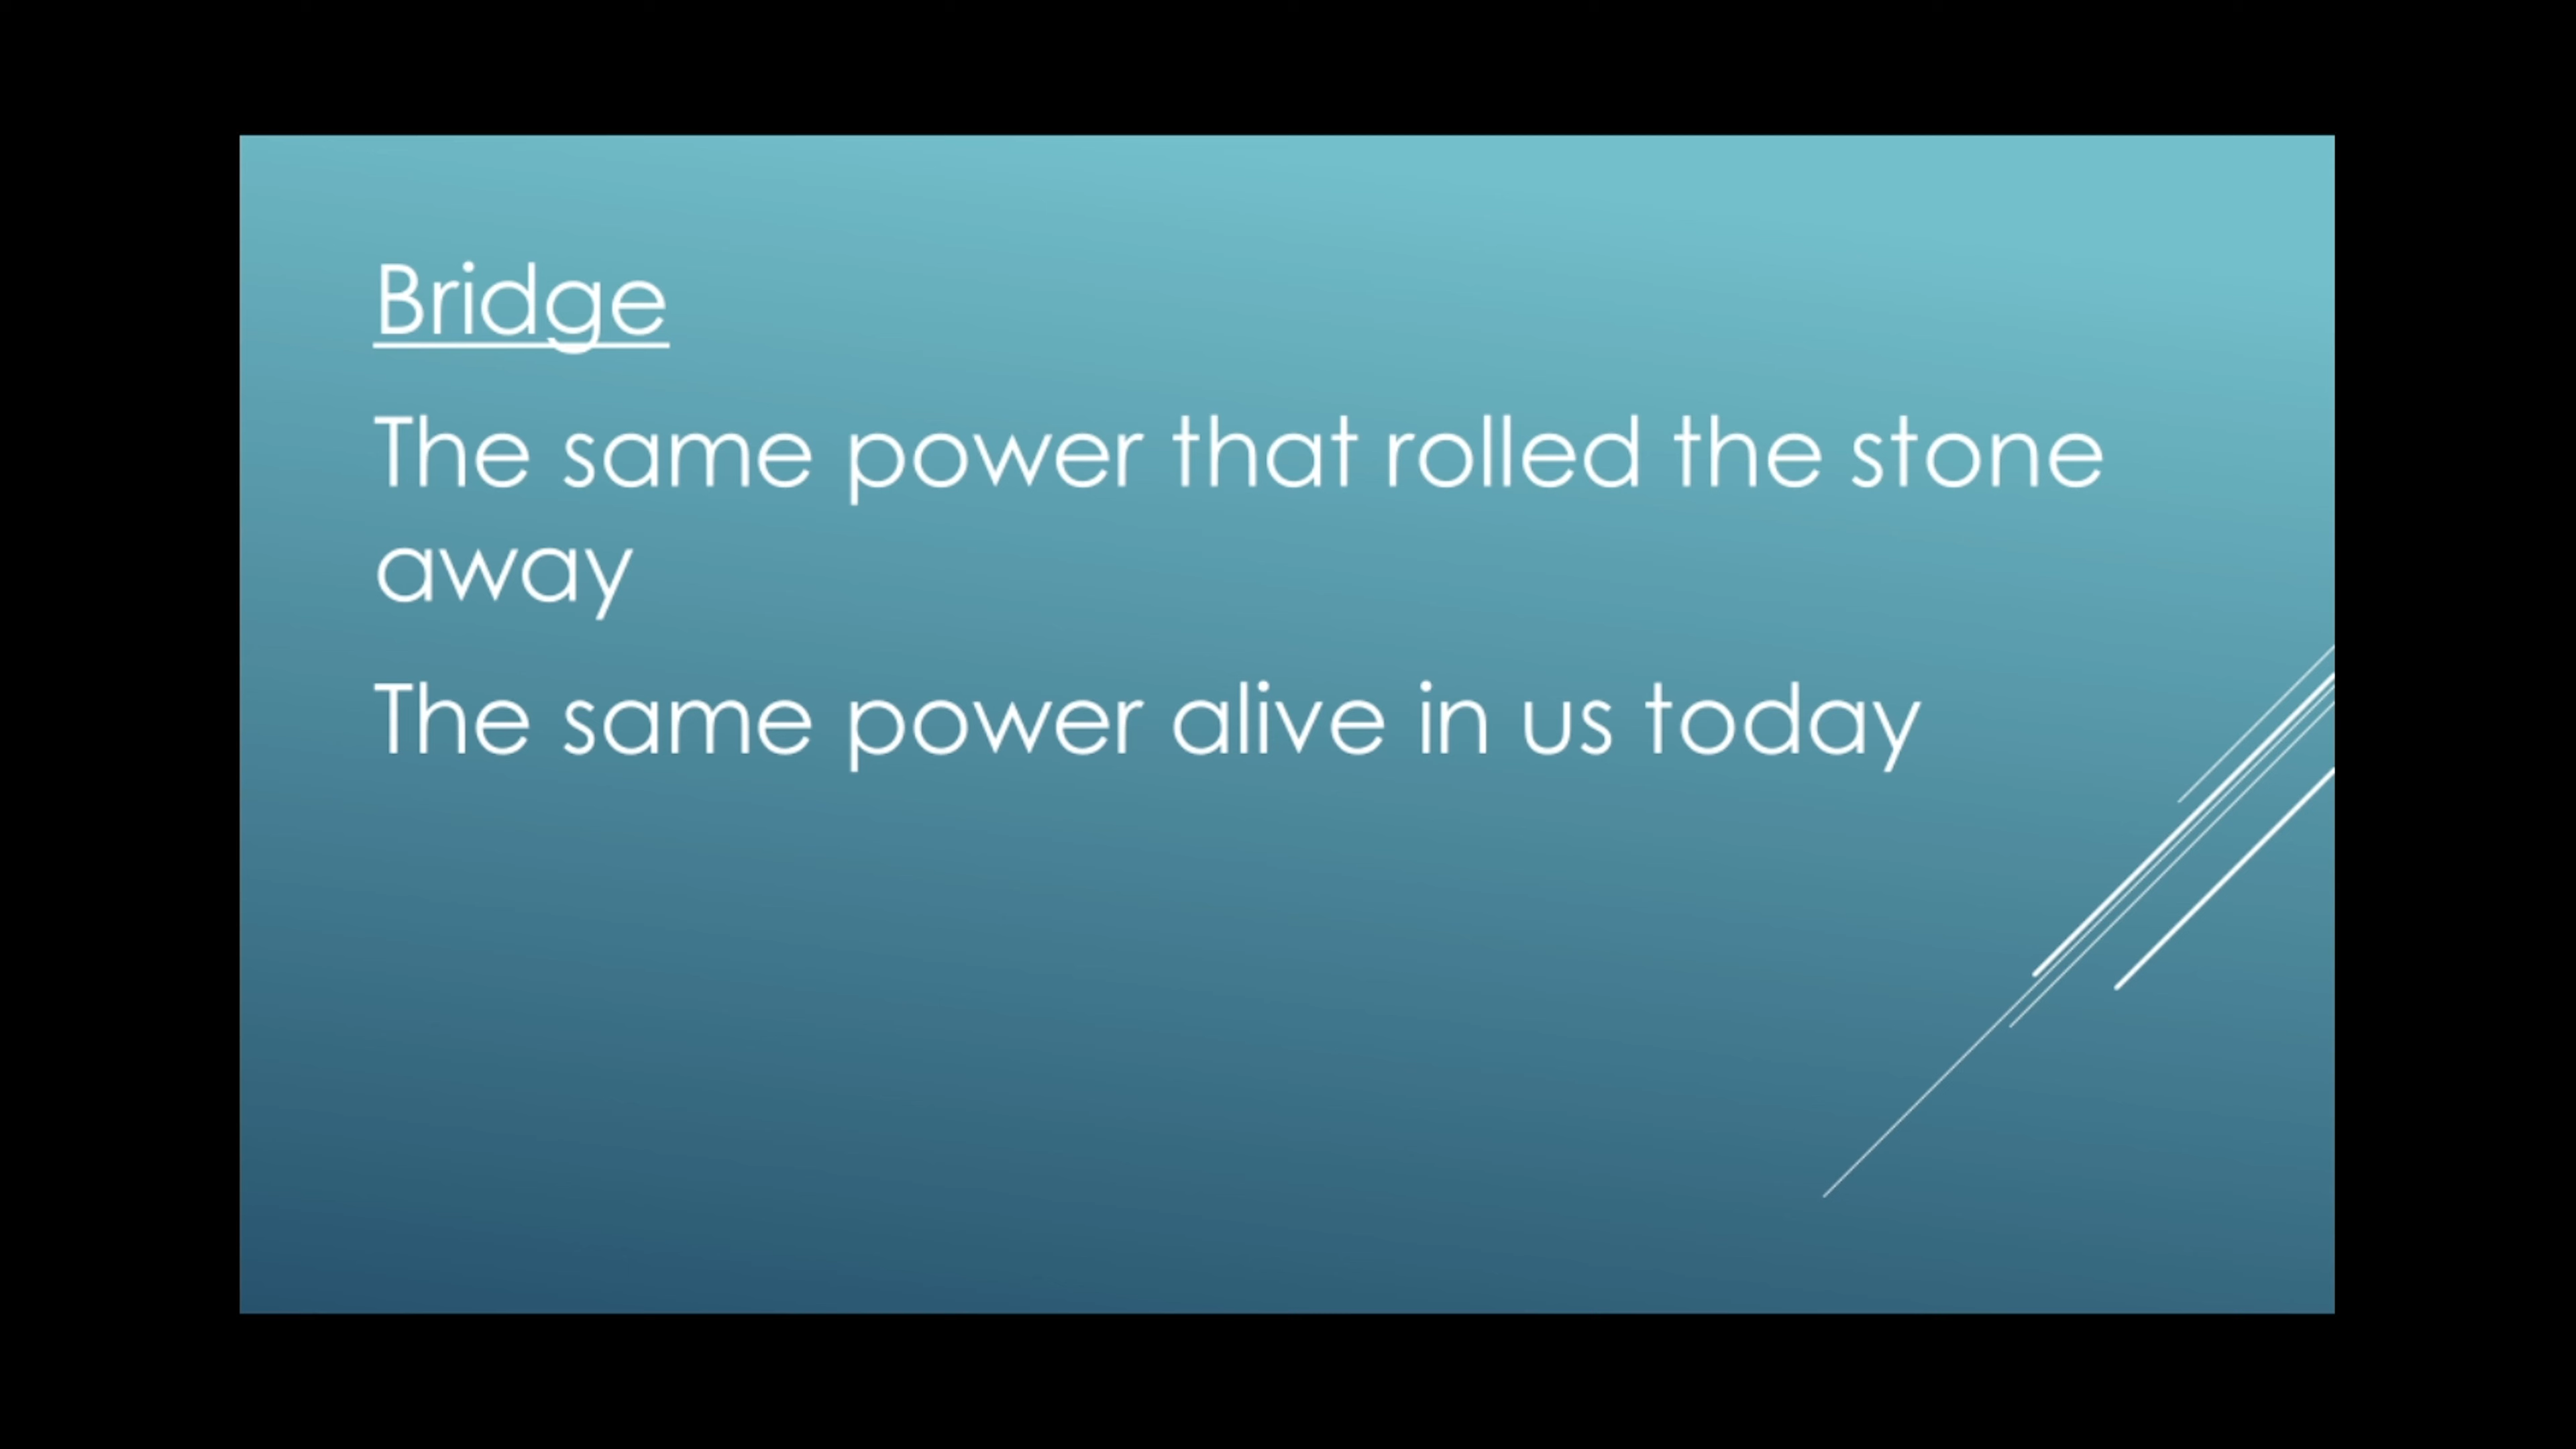 Bridge
The same power that rolled the stone
away
The same power alive in us today